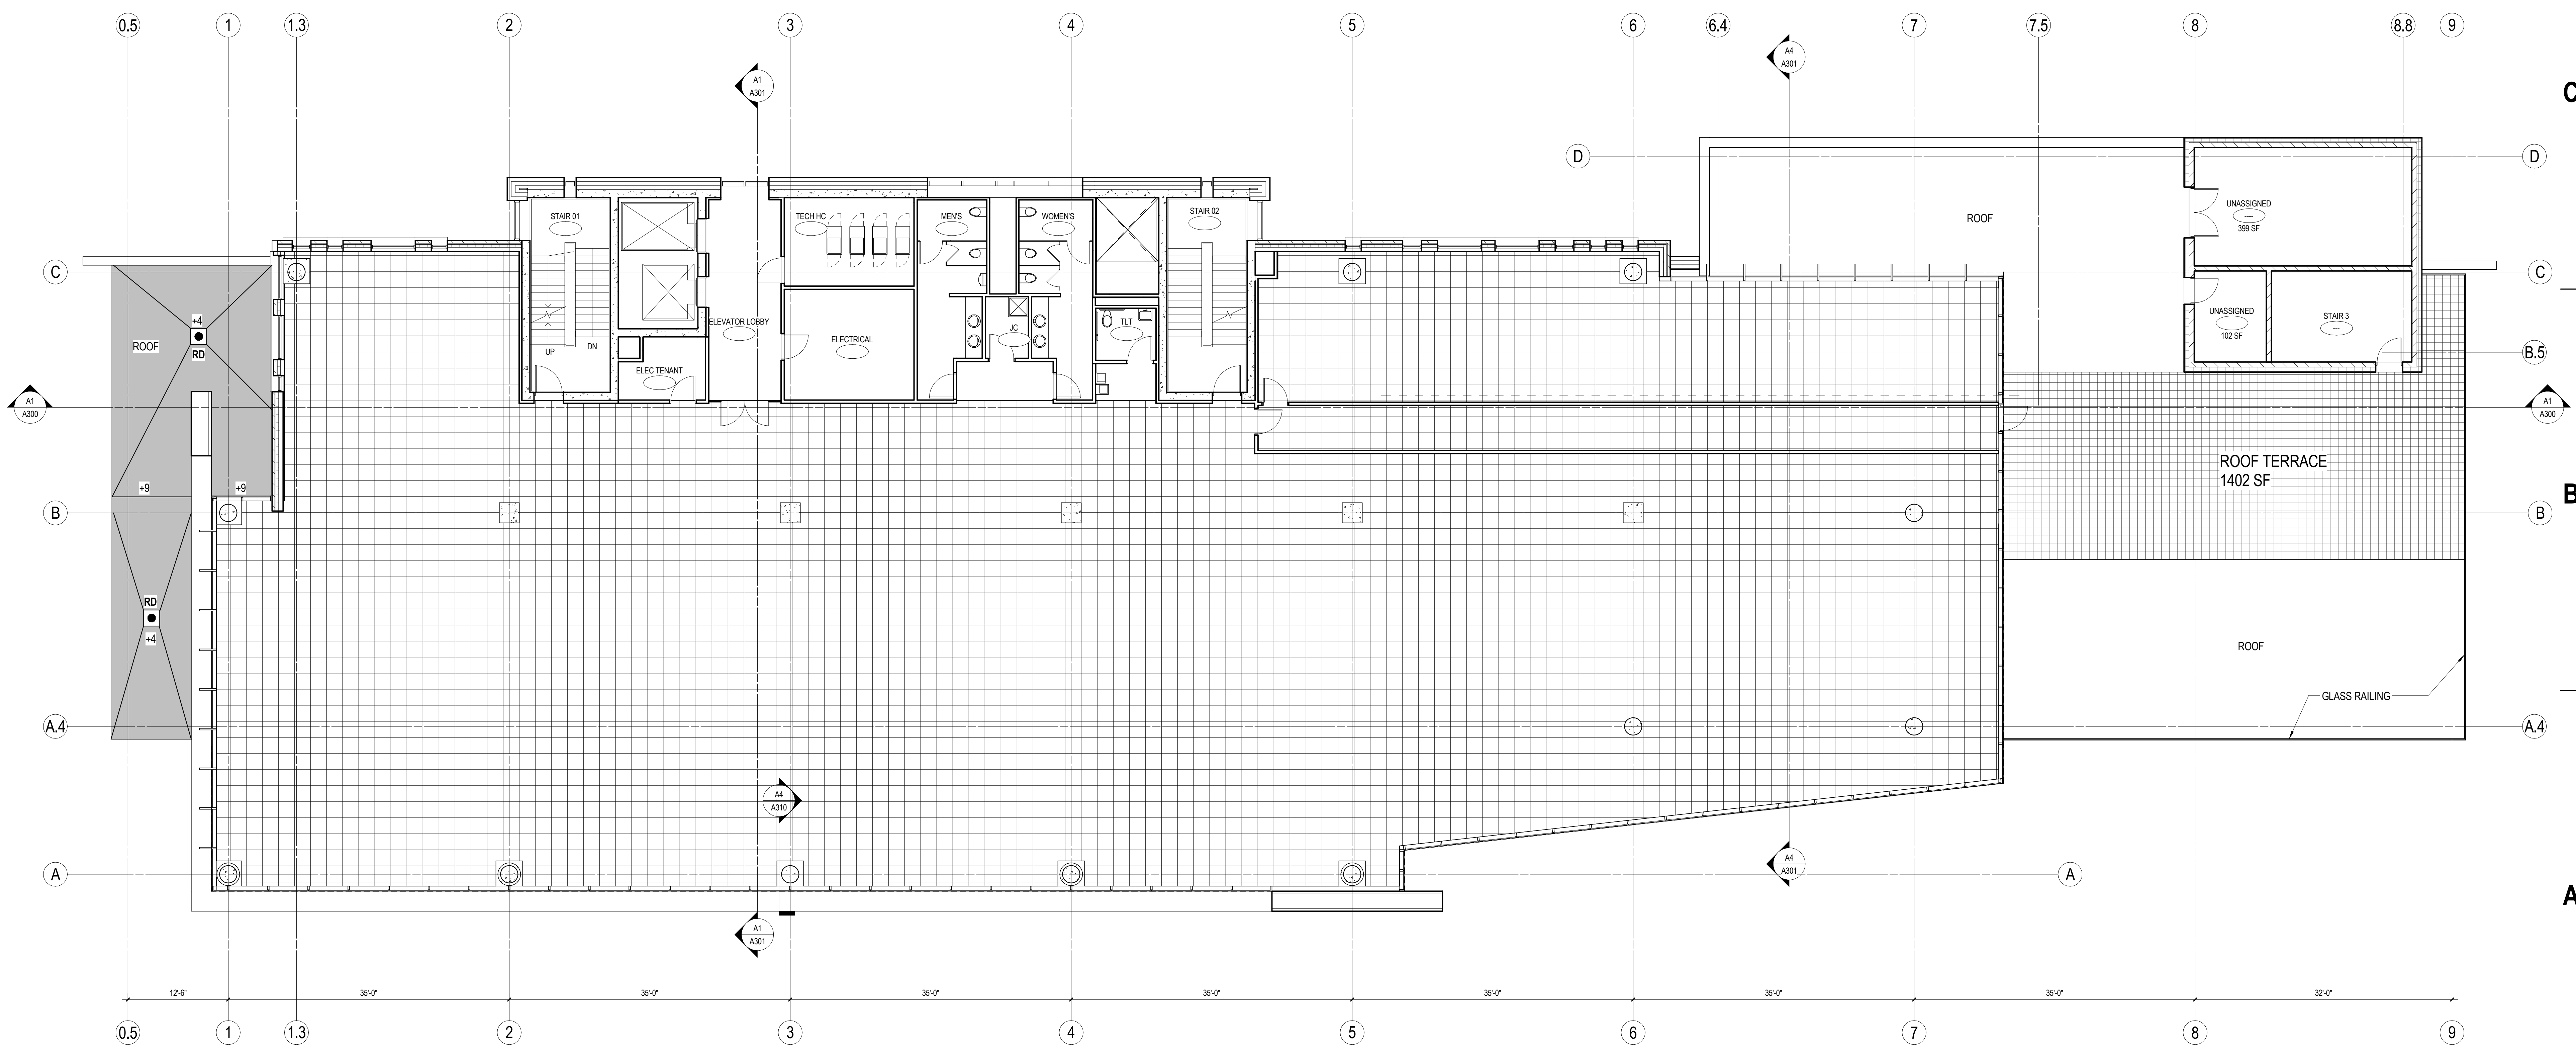 0.5 1 1.3 2 3 4 5 6 6.4 7 7.5 8 8.8 9
A4
A301
A1
A301
C
D
D
STAIR 01
TECH HC
MEN'S
WOMEN'S
STAIR 02
ROOF
UNASSIGNED
----
399 SF
C
C
+4
RD
ROOF
ELEVATOR LOBBY
ELECTRICAL
JC
TLT
UNASSIGNED
102 SF
STAIR 3
---
UP
DN
B.5
ELEC TENANT
A1
A300
A1
A300
ROOF TERRACE
1402 SF
+9
+9
B
B
B
RD
+4
ROOF
GLASS RAILING
A.4
A.4
A4
A310
A4
A301
A
A
A
A1
A301
12'-6" 35'-0" 35'-0" 35'-0" 35'-0" 35'-0" 35'-0" 35'-0" 32'-0"
0.5 1 1.3 2 3 4 5 6 7 8 9